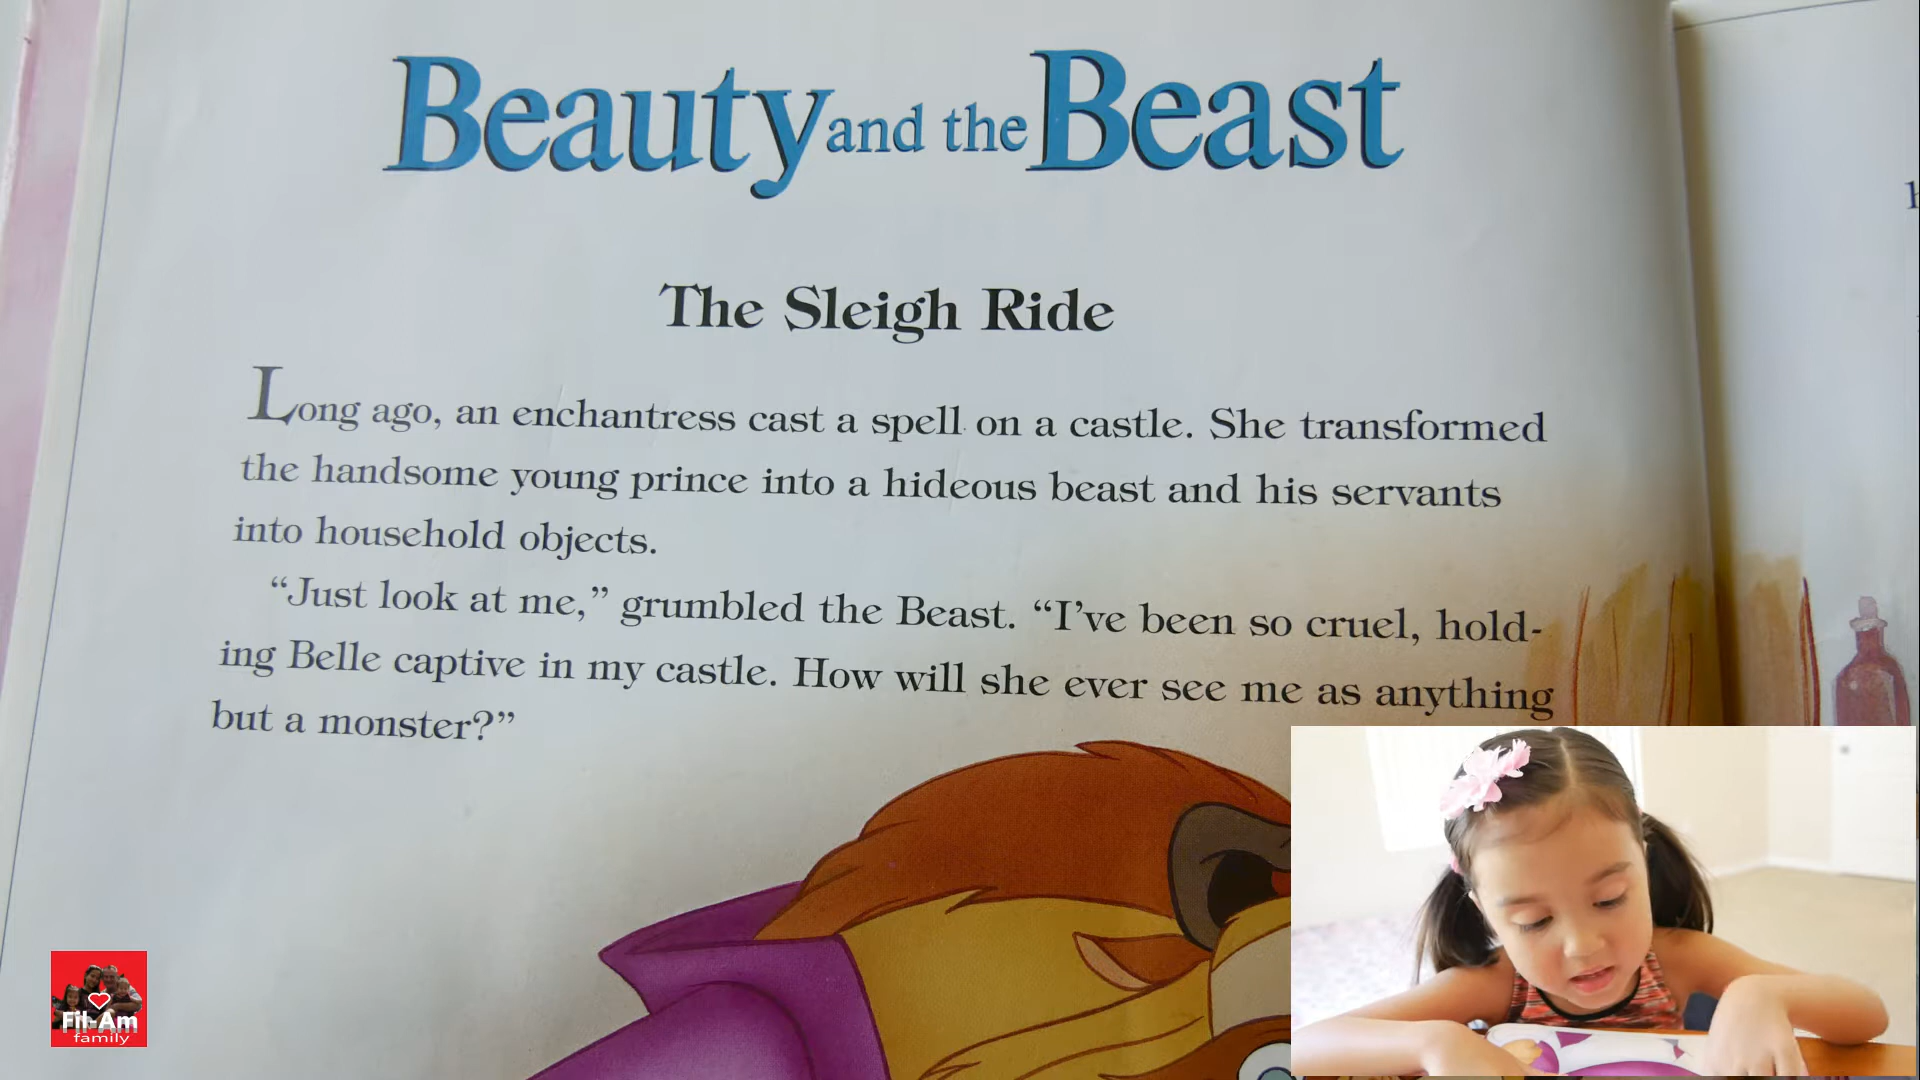 Beauty and the Beast
The Sleigh Ride
Long ago, an enchantress cast a spell on a castle. She transformed
the handsome young prince into a hideous beast and his servants
into household objects.
“Just look at me,” grumbled the Beast. “I’ve been so cruel, hold-
ing Belle captive in my castle. How will she ever see me as anything
but a monster?”
Fil-Am
family